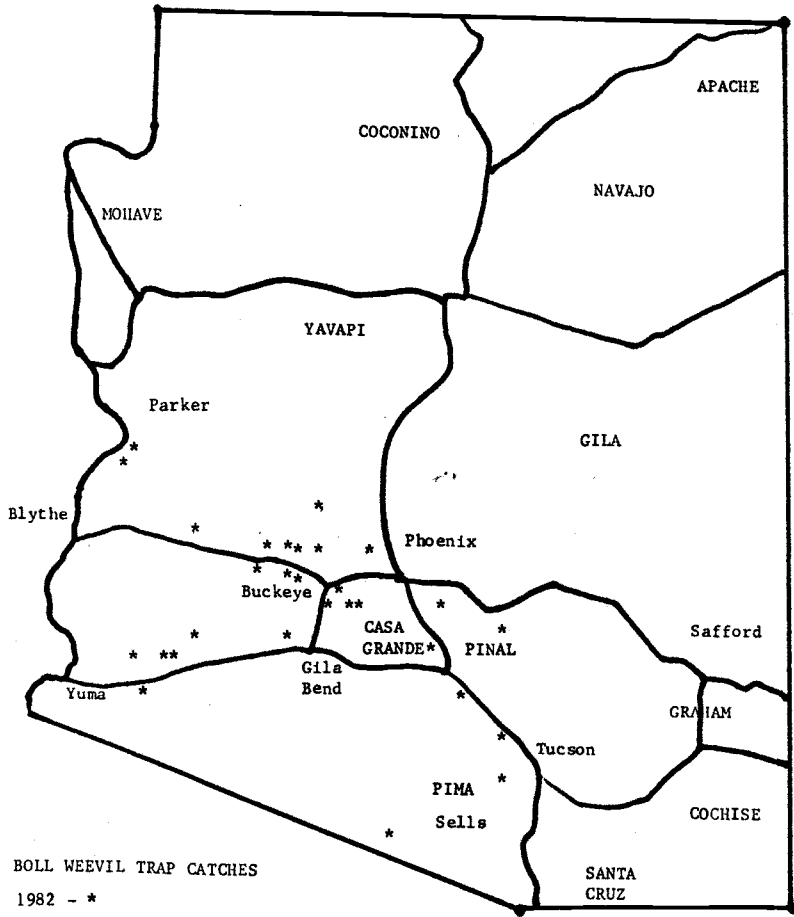 APACHE
COCONINO
NAVAJO
MOHAVE
YAVAPI
Parker
GILA
Blythe
Phoenix
Buckeye
CASA
GRANDE
PINAL
Safford
Gila
Bend
Yuma
GRAHAM
Tucson
PIMA
Sells
COCHISE
SANTA
CRUZ
BOLL WEEVIL TRAP CATCHES
1982 - *